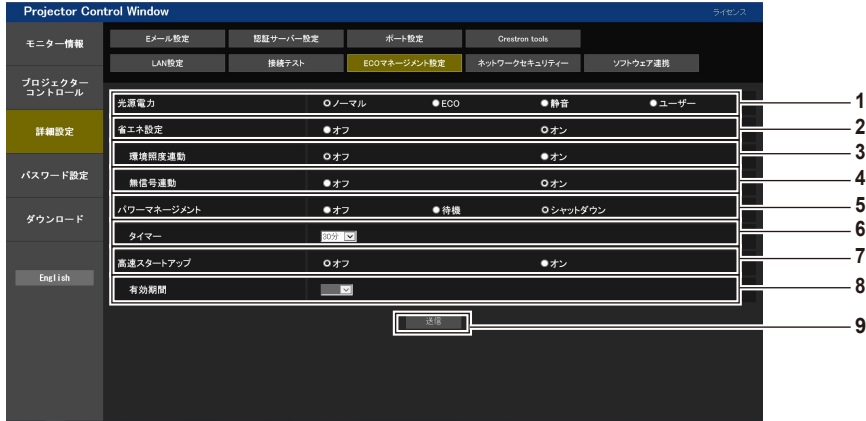 Projector Control Window
ライセンス
モニター情報
プロジェクター
コントロール
詳細設定
パスワード設定
ダウンロード
English
Eメール設定 認証サーバー設定 ポート設定 Crestron tools
LAN設定 接続テスト ECOマネージメント設定 ネットワークセキュリティー ソフトウェア連携
光源電力 ノーマル ECO 静音 ユーザー 1
省エネ設定 オフ オン 2
環境照度連動 オフ オン 3
無信号連動 オフ オン 4
パワーマネージメント オフ 待機 シャットダウン 5
タイマー 30分 6
高速スタートアップ オフ オン 7
有効期間 8
送信 9